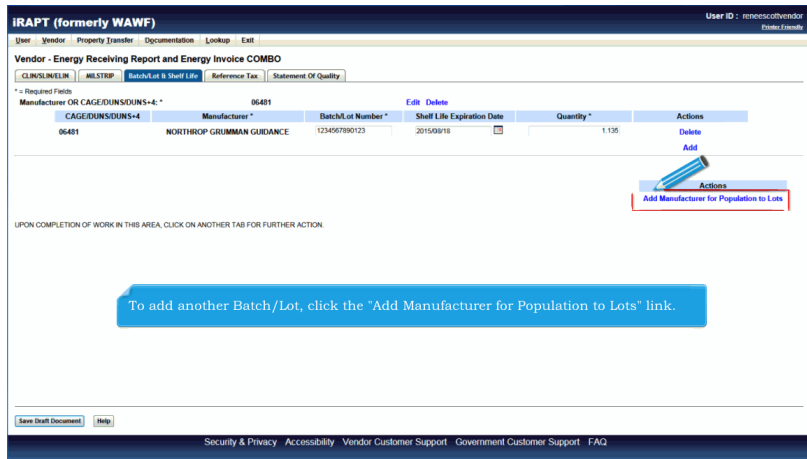 iRAPT (formerly WAWF)
User ID : reneescottvendor
Printer Friendly
User Vendor Property Transfer Documentation Lookup Exit
Vendor - Energy Receiving Report and Energy Invoice COMBO
CLIN/SLIN/ELIN MILSTRIP Batch/Lot & Shelf Life Reference Tax Statement Of Quality
* = Required Fields
Manufacturer OR CAGE/DUNS/DUNS+4: * 06481 Edit Delete
CAGE/DUNS/DUNS+4 Manufacturer * Batch/Lot Number * Shelf Life Expiration Date Quantity * Actions
06481 NORTHROP GRUMMAN GUIDANCE 1234567890123 2015/08/18 1.135 Delete
Add
Actions
Add Manufacturer for Population to Lots
UPON COMPLETION OF WORK IN THIS AREA, CLICK ON ANOTHER TAB FOR FURTHER ACTION.
To add another Batch/Lot, click the "Add Manufacturer for Population to Lots" link.
Save Draft Document Help
Security & Privacy Accessibility Vendor Customer Support Government Customer Support FAQ